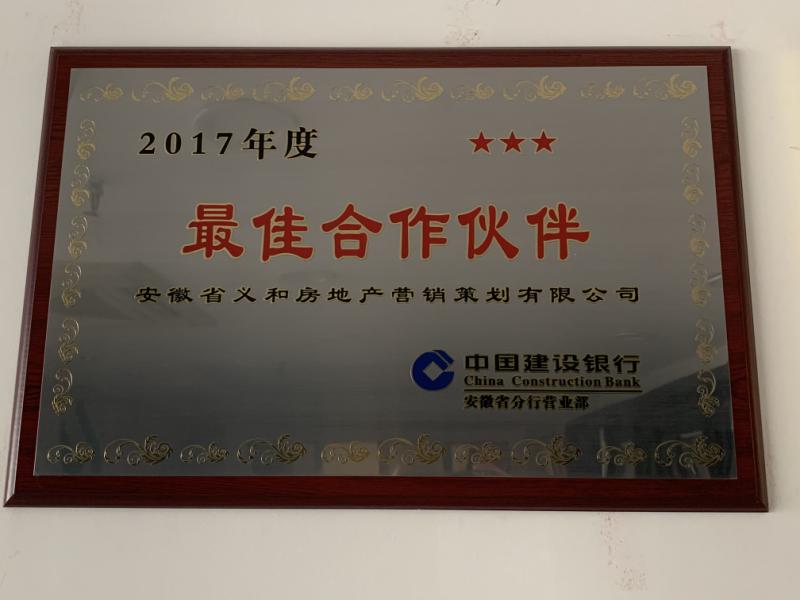 2017年度 ★★★
最佳合作伙伴
安徽省义和房地产营销策划有限公司
中国建设银行
China Construction Bank
安徽省分行营业部